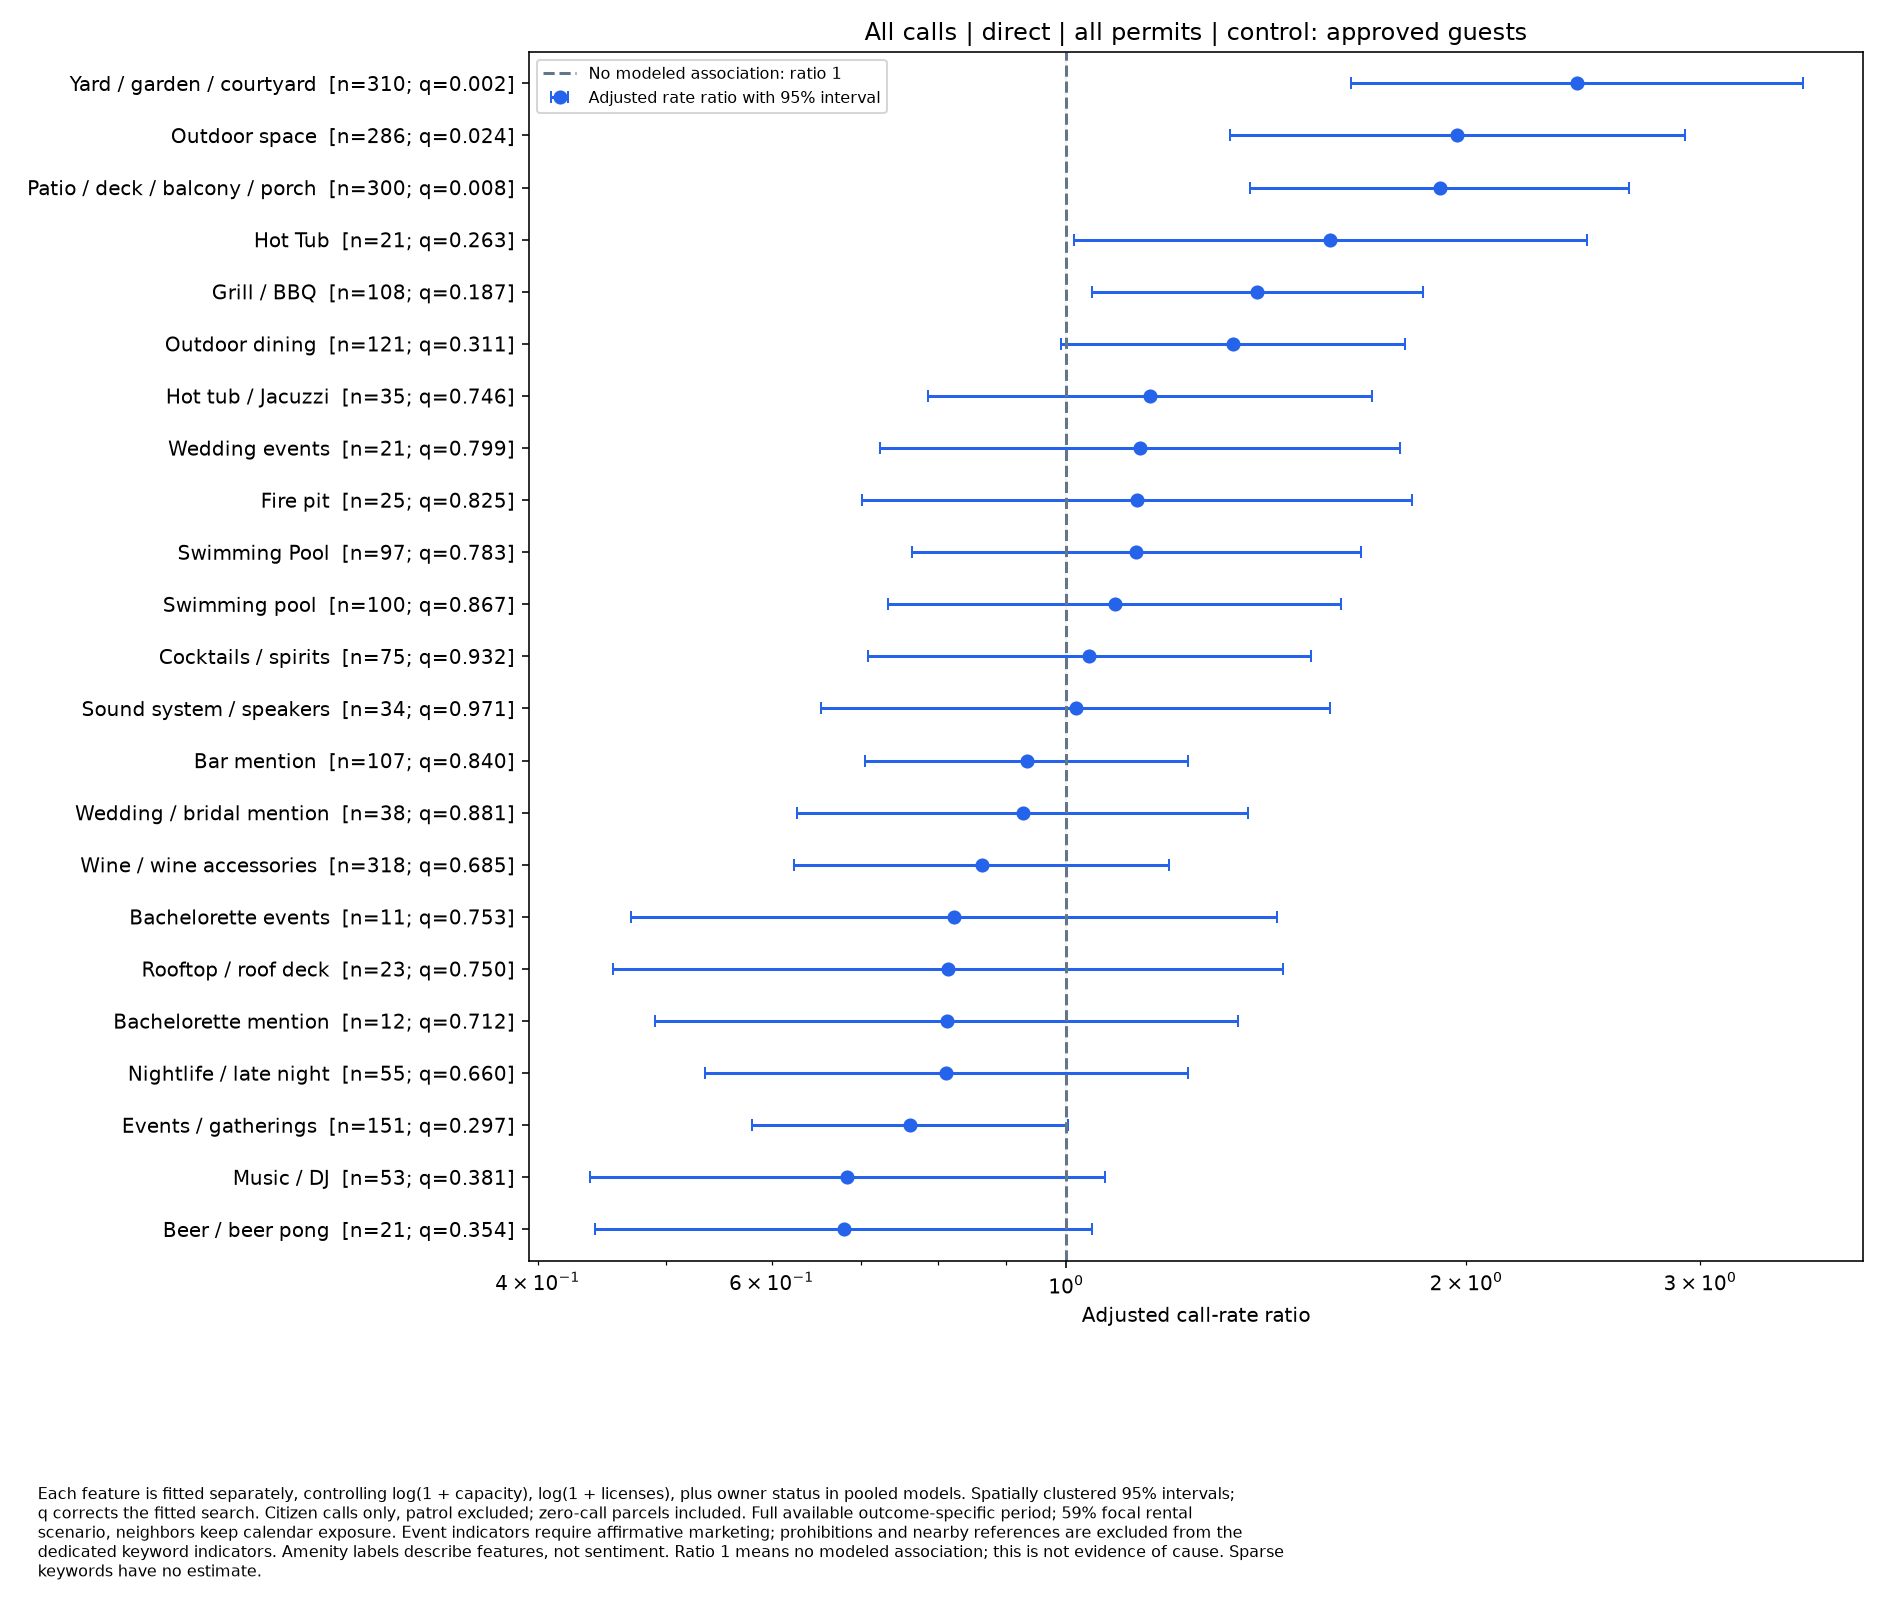 All calls | direct | all permits | control: approved guests
No modeled association: ratio 1
Adjusted rate ratio with 95% interval
Yard / garden / courtyard  [n=310; q=0.002]
Outdoor space  [n=286; q=0.024]
Patio / deck / balcony / porch  [n=300; q=0.008]
Hot Tub  [n=21; q=0.263]
Grill / BBQ  [n=108; q=0.187]
Outdoor dining  [n=121; q=0.311]
Hot tub / Jacuzzi  [n=35; q=0.746]
Wedding events  [n=21; q=0.799]
Fire pit  [n=25; q=0.825]
Swimming Pool  [n=97; q=0.783]
Swimming pool  [n=100; q=0.867]
Cocktails / spirits  [n=75; q=0.932]
Sound system / speakers  [n=34; q=0.971]
Bar mention  [n=107; q=0.840]
Wedding / bridal mention  [n=38; q=0.881]
Wine / wine accessories  [n=318; q=0.685]
Bachelorette events  [n=11; q=0.753]
Rooftop / roof deck  [n=23; q=0.750]
Bachelorette mention  [n=12; q=0.712]
Nightlife / late night  [n=55; q=0.660]
Events / gatherings  [n=151; q=0.297]
Music / DJ  [n=53; q=0.381]
Beer / beer pong  [n=21; q=0.354]
4 × 10⁻¹ 6 × 10⁻¹ 10⁰ 2 × 10⁰ 3 × 10⁰
Adjusted call-rate ratio
Each feature is fitted separately, controlling log(1 + capacity), log(1 + licenses), plus owner status in pooled models. Spatially clustered 95% intervals;
q corrects the fitted search. Citizen calls only, patrol excluded; zero-call parcels included. Full available outcome-specific period; 59% focal rental
scenario, neighbors keep calendar exposure. Event indicators require affirmative marketing; prohibitions and nearby references are excluded from the
dedicated keyword indicators. Amenity labels describe features, not sentiment. Ratio 1 means no modeled association; this is not evidence of cause. Sparse
keywords have no estimate.